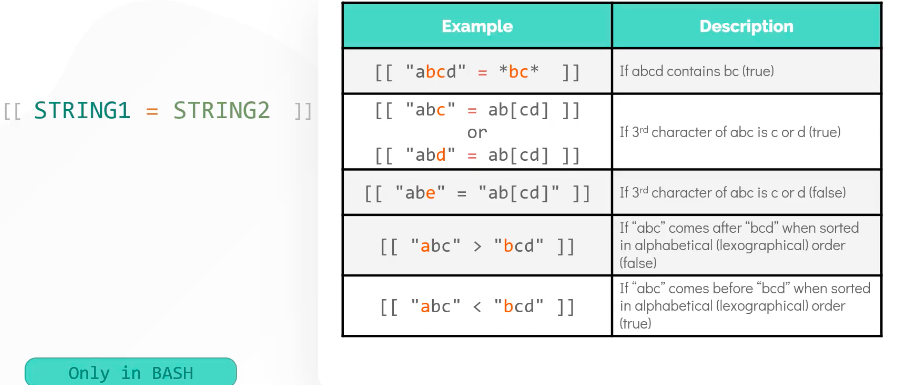 [[ STRING1 = STRING2 ]]
Only in BASH
Example Description
[[ "abcd" = *bc* ]] If abcd contains bc (true)
[[ "abc" = ab[cd] ]]
or
[[ "abd" = ab[cd] ]]
If 3rd character of abc is c or d (true)
[[ "abe" = "ab[cd]" ]] If 3rd character of abc is c or d (false)
[[ "abc" > "bcd" ]]
If “abc” comes after “bcd” when sorted
in alphabetical (lexographical) order
(false)
[[ "abc" < "bcd" ]]
If “abc” comes before “bcd” when sorted
in alphabetical (lexographical) order
(true)